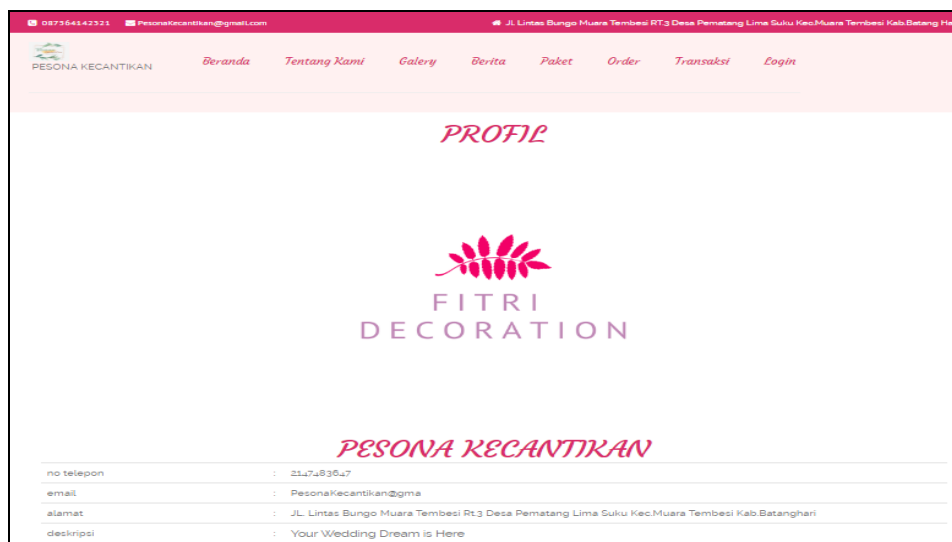 087364142321 PesonaKecantikan@gmail.com Jl. Lintas Bungo Muara Tembesi RT.3 Desa Pematang Lima Suku Kec.Muara Tembesi Kab.Batang
PESONA KECANTIKAN Beranda Tentang Kami Galery Berita Paket Order Transaksi Login
PROFIL
FITRI
DECORATION
PESONA KECANTIKAN
no telepon : 2147483647
email : PesonaKecantikan@gma
alamat : JL. Lintas Bungo Muara Tembesi Rt.3 Desa Pematang Lima Suku Kec.Muara Tembesi Kab.Batanghari
deskripsi : Your Wedding Dream is Here